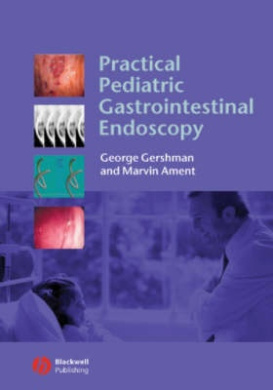 Practical
Pediatric
Gastrointestinal
Endoscopy
George Gershman
and Marvin Ament
Blackwell
Publishing